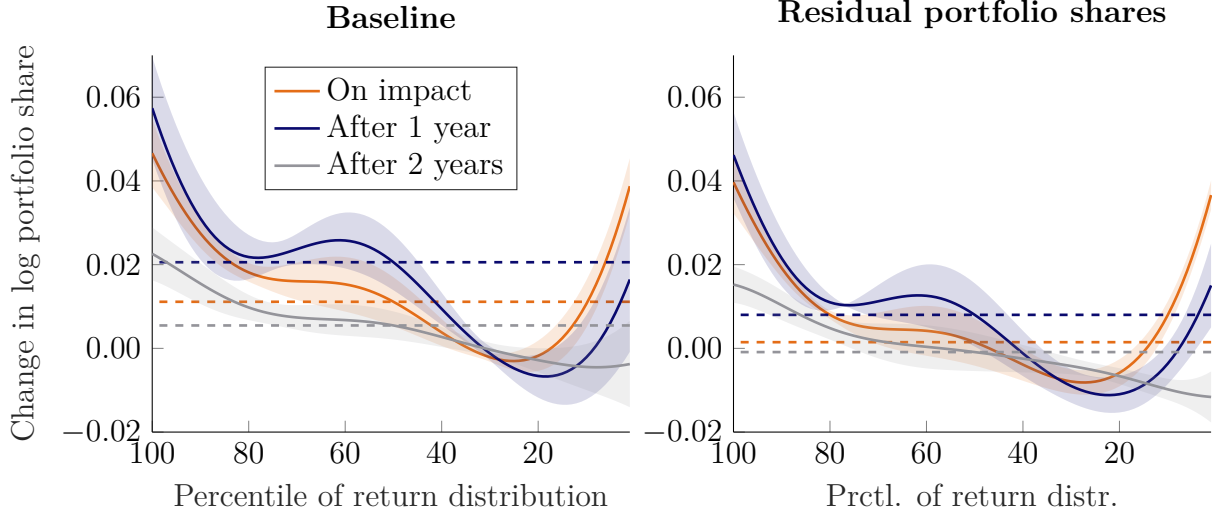 Baseline
Residual portfolio shares
Change in log portfolio share
0.06
0.04
0.02
0.00
−0.02
On impact
After 1 year
After 2 years
100
80
60
40
20
Percentile of return distribution
0.06
0.04
0.02
0.00
−0.02
100
80
60
40
20
Prctl. of return distr.